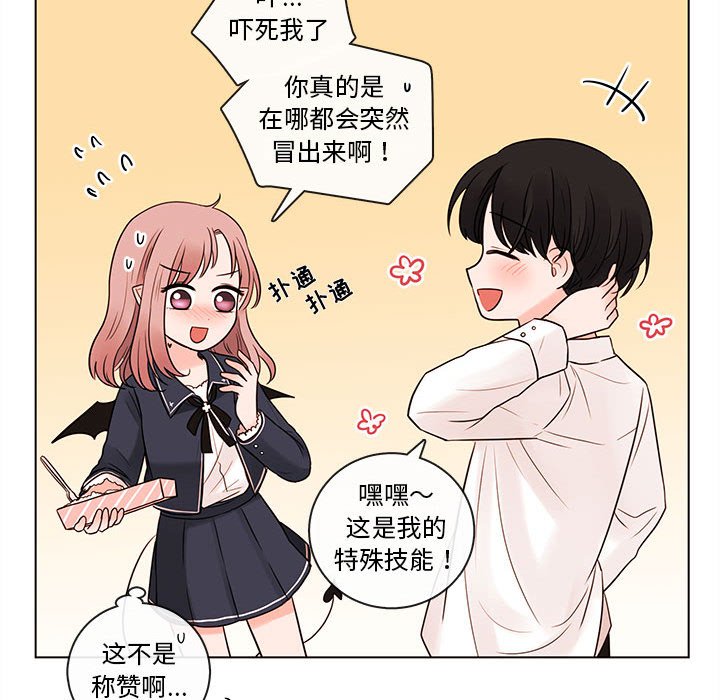 吓死我了
你真的是
在哪都会突然
冒出来啊！
扑通
扑通
嘿嘿～
这是我的
特殊技能！
这不是
称赞啊…